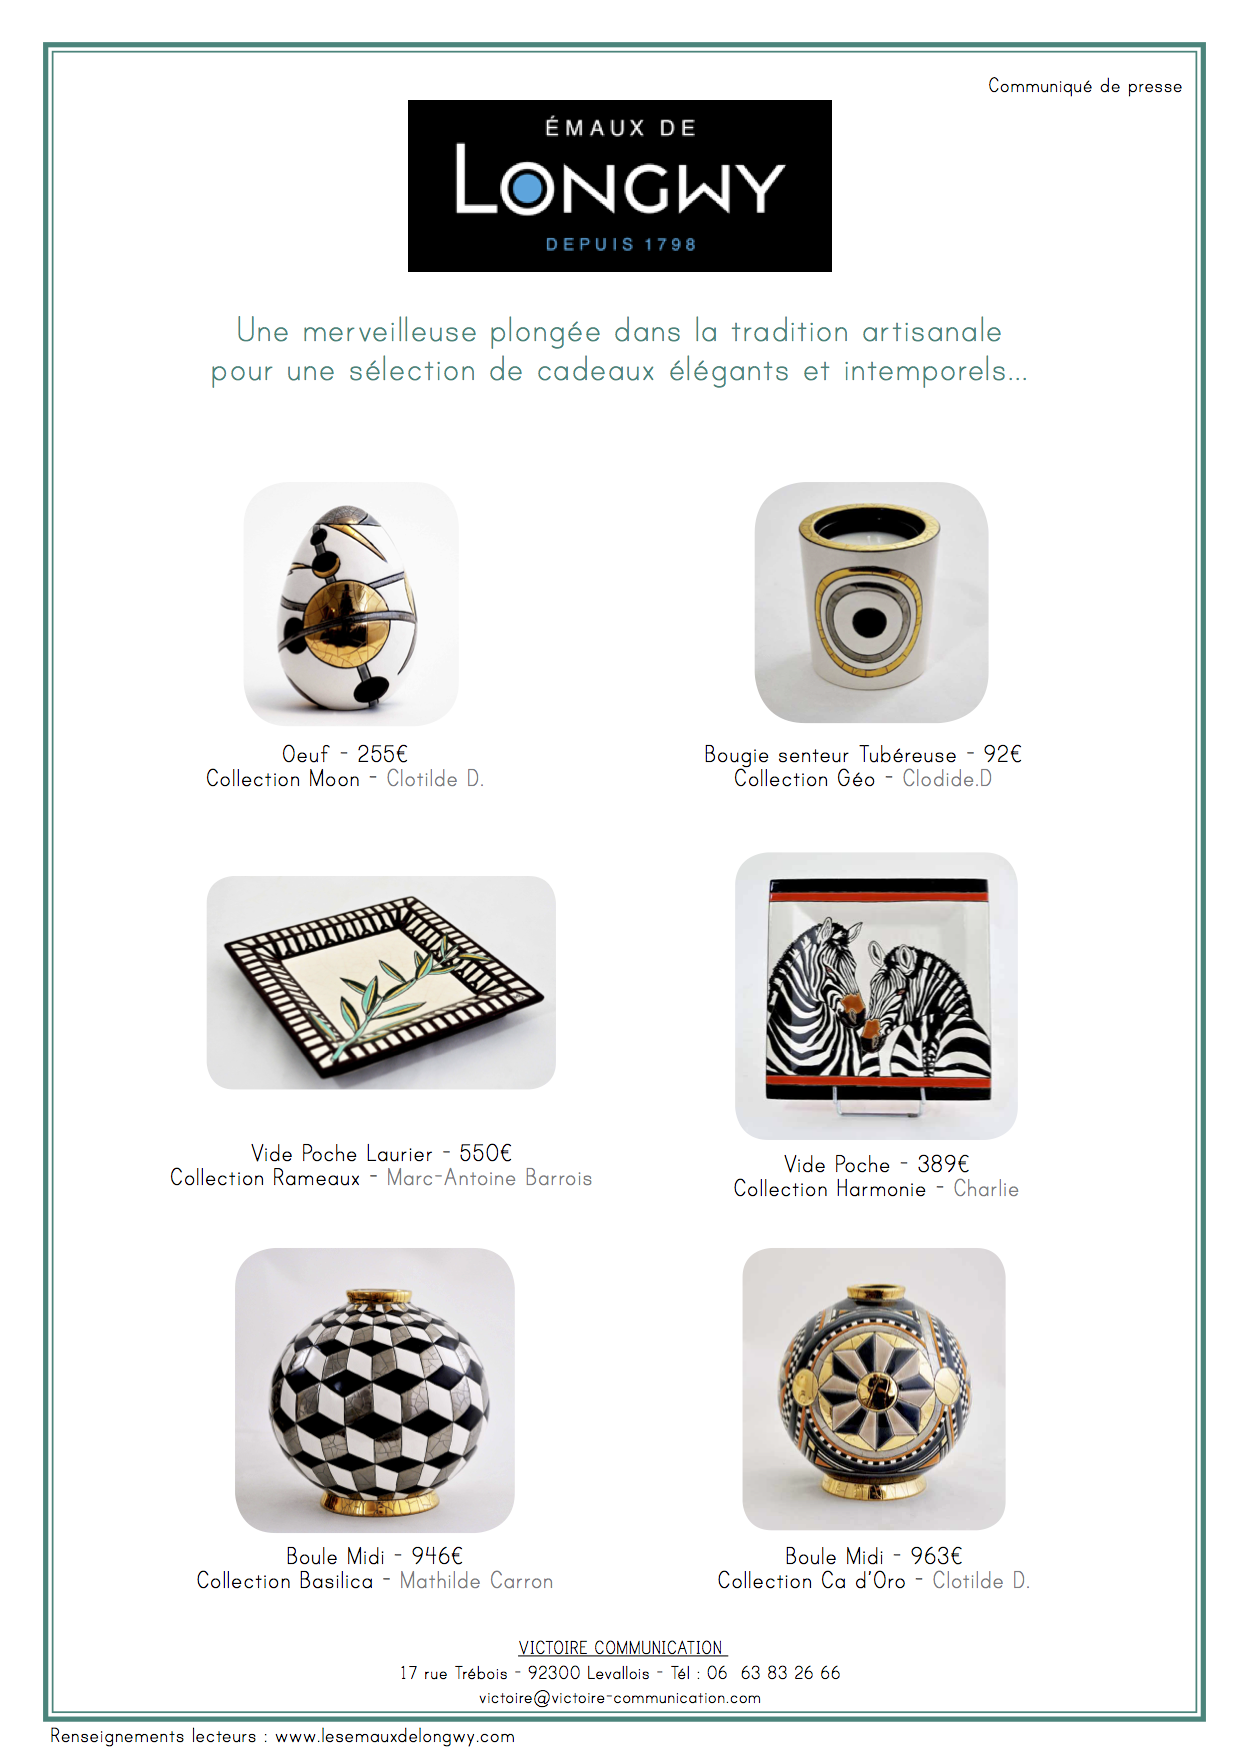 Communiqué de presse
ÉMAUX DE
LONGWY
DEPUIS 1798
Une merveilleuse plongée dans la tradition artisanale
pour une sélection de cadeaux élégants et intemporels...
Oeuf - 255€
Collection Moon - Clotilde D.
Bougie senteur Tubéreuse - 92€
Collection Géo - Clodide.D
Vide Poche Laurier - 550€
Collection Rameaux - Marc-Antoine Barrois
Vide Poche - 389€
Collection Harmonie - Charlie
Boule Midi - 946€
Collection Basilica - Mathilde Carron
Boule Midi - 963€
Collection Ca d'Oro - Clotilde D.
VICTOIRE COMMUNICATION
17 rue Trébois - 92300 Levallois - Tél : 06 63 83 26 66
victoire@victoire-communication.com
Renseignements lecteurs : www.lesemauxdelongwy.com